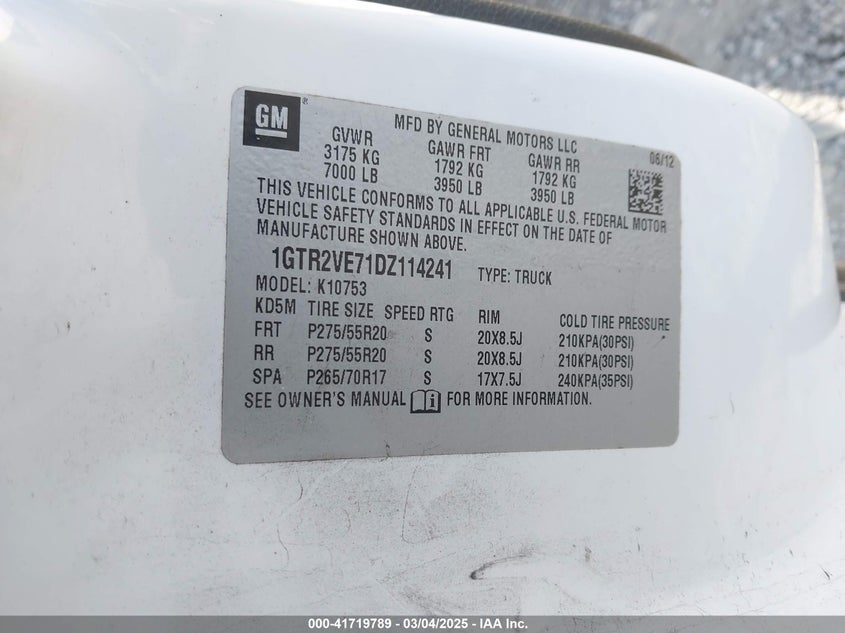 GM
MFD BY GENERAL MOTORS LLC
06/12
GVWR GAWR FRT GAWR RR
3175 KG 1792 KG 1792 KG
7000 LB 3950 LB 3950 LB
THIS VEHICLE CONFORMS TO ALL APPLICABLE U.S. FEDERAL MOTOR
VEHICLE SAFETY STANDARDS IN EFFECT ON THE DATE OF
MANUFACTURE SHOWN ABOVE.
1GTR2VE71DZ114241 TYPE: TRUCK
MODEL: K10753
KD5M TIRE SIZE SPEED RTG RIM COLD TIRE PRESSURE
FRT P275/55R20 S 20X8.5J 210KPA(30PSI)
RR P275/55R20 S 20X8.5J 210KPA(30PSI)
SPA P265/70R17 S 17X7.5J 240KPA(35PSI)
SEE OWNER'S MANUAL FOR MORE INFORMATION.
000-41719789 - 03/04/2025 - IAA Inc.